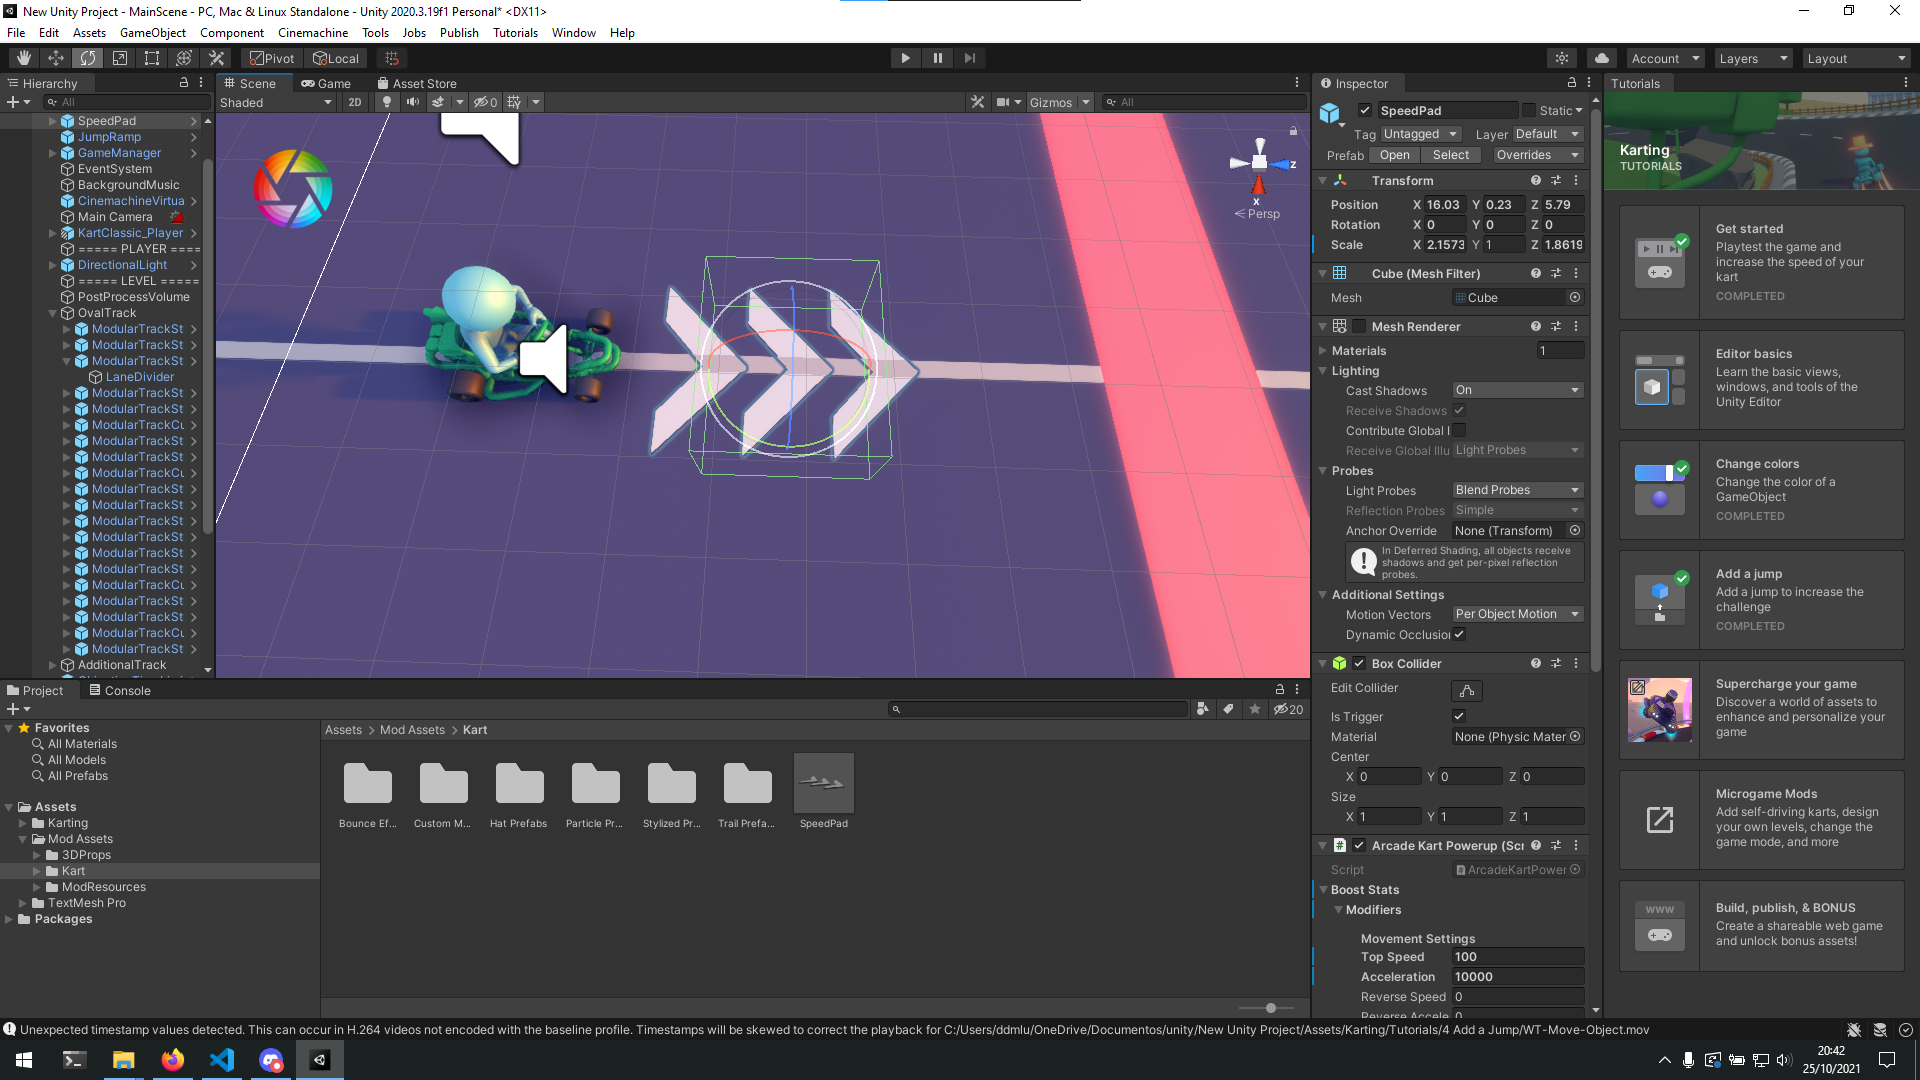 New Unity Project - MainScene - PC, Mac & Linux Standalone - Unity 2020.3.19f1 Personal* <DX11>
File Edit Assets GameObject Component Cinemachine Tools Jobs Publish Tutorials Window Help
Pivot Local Account Layers Layout
Hierarchy
All
SpeedPad
JumpRamp
GameManager
EventSystem
BackgroundMusic
CinemachineVirtua
Main Camera
KartClassic_Player
===== PLAYER ====
DirectionalLight
===== LEVEL =====
PostProcessVolume
OvalTrack
ModularTrackSt
ModularTrackSt
ModularTrackSt
LaneDivider
ModularTrackSt
ModularTrackSt
ModularTrackCu
ModularTrackSt
ModularTrackSt
ModularTrackCu
ModularTrackSt
ModularTrackSt
ModularTrackSt
ModularTrackSt
ModularTrackSt
ModularTrackSt
ModularTrackCu
ModularTrackSt
ModularTrackSt
ModularTrackCu
ModularTrackSt
AdditionalTrack
Scene Game Asset Store
Shaded 2D 0 Gizmos All
z
x
Persp
Inspector
SpeedPad Static
Tag Untagged Layer Default
Prefab Open Select Overrides
Transform
Position X 16.03 Y 0.23 Z 5.79
Rotation X 0 Y 0 Z 0
Scale X 2.1573 Y 1 Z 1.8619
Cube (Mesh Filter)
Mesh Cube
Mesh Renderer
Materials 1
Lighting
Cast Shadows On
Receive Shadows
Contribute Global I
Receive Global Illu Light Probes
Probes
Light Probes Blend Probes
Reflection Probes Simple
Anchor Override None (Transform)
In Deferred Shading, all objects receive
shadows and get per-pixel reflection
probes.
Additional Settings
Motion Vectors Per Object Motion
Dynamic Occlusion
Box Collider
Edit Collider
Is Trigger
Material None (Physic Mater
Center
X 0 Y 0 Z 0
Size
X 1 Y 1 Z 1
Arcade Kart Powerup (Scr
Script ArcadeKartPower
Boost Stats
Modifiers
Movement Settings
Top Speed 100
Acceleration 10000
Reverse Speed 0
Reverse Accele 0
Tutorials
Karting
TUTORIALS
Get started
Playtest the game and
increase the speed of your
kart
COMPLETED
Editor basics
Learn the basic views,
windows, and tools of the
Unity Editor
Change colors
Change the color of a
GameObject
COMPLETED
Add a jump
Add a jump to increase the
challenge
COMPLETED
Supercharge your game
Discover a world of assets to
enhance and personalize your
game
Microgame Mods
Add self-driving karts, design
your own levels, change the
game mode, and more
www
Build, publish, & BONUS
Create a shareable web game
and unlock bonus assets!
Project Console
20
Favorites
All Materials
All Models
All Prefabs
Assets
Karting
Mod Assets
3DProps
Kart
ModResources
TextMesh Pro
Packages
Assets > Mod Assets > Kart
Bounce Ef...
Custom M...
Hat Prefabs
Particle Pr...
Stylized Pr...
Trail Prefa...
SpeedPad
Unexpected timestamp values detected. This can occur in H.264 videos not encoded with the baseline profile. Timestamps will be skewed to correct the playback for C:/Users/ddmlu/OneDrive/Documentos/unity/New Unity Project/Assets/Karting/Tutorials/4 Add a Jump/WT-Move-Object.mov
20:42
25/10/2021